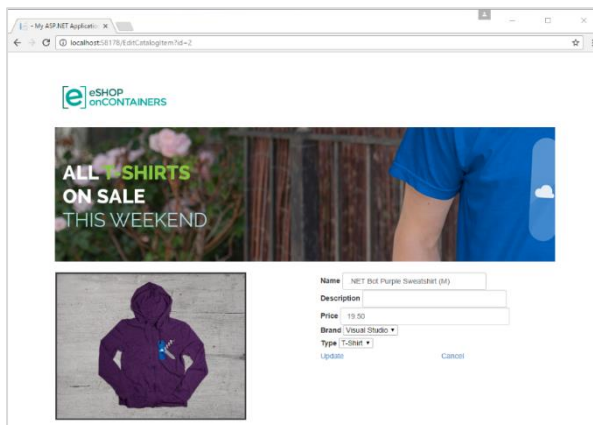 - My ASP.NET Applicatio
localhost:58178/EditCatalogItem?id=2
eSHOP
onCONTAINERS
ALL T-SHIRTS
ON SALE
THIS WEEKEND
Name .NET Bot Purple Sweatshirt (M)
Description
Price 19.50
Brand Visual Studio
Type T-Shirt
Update Cancel